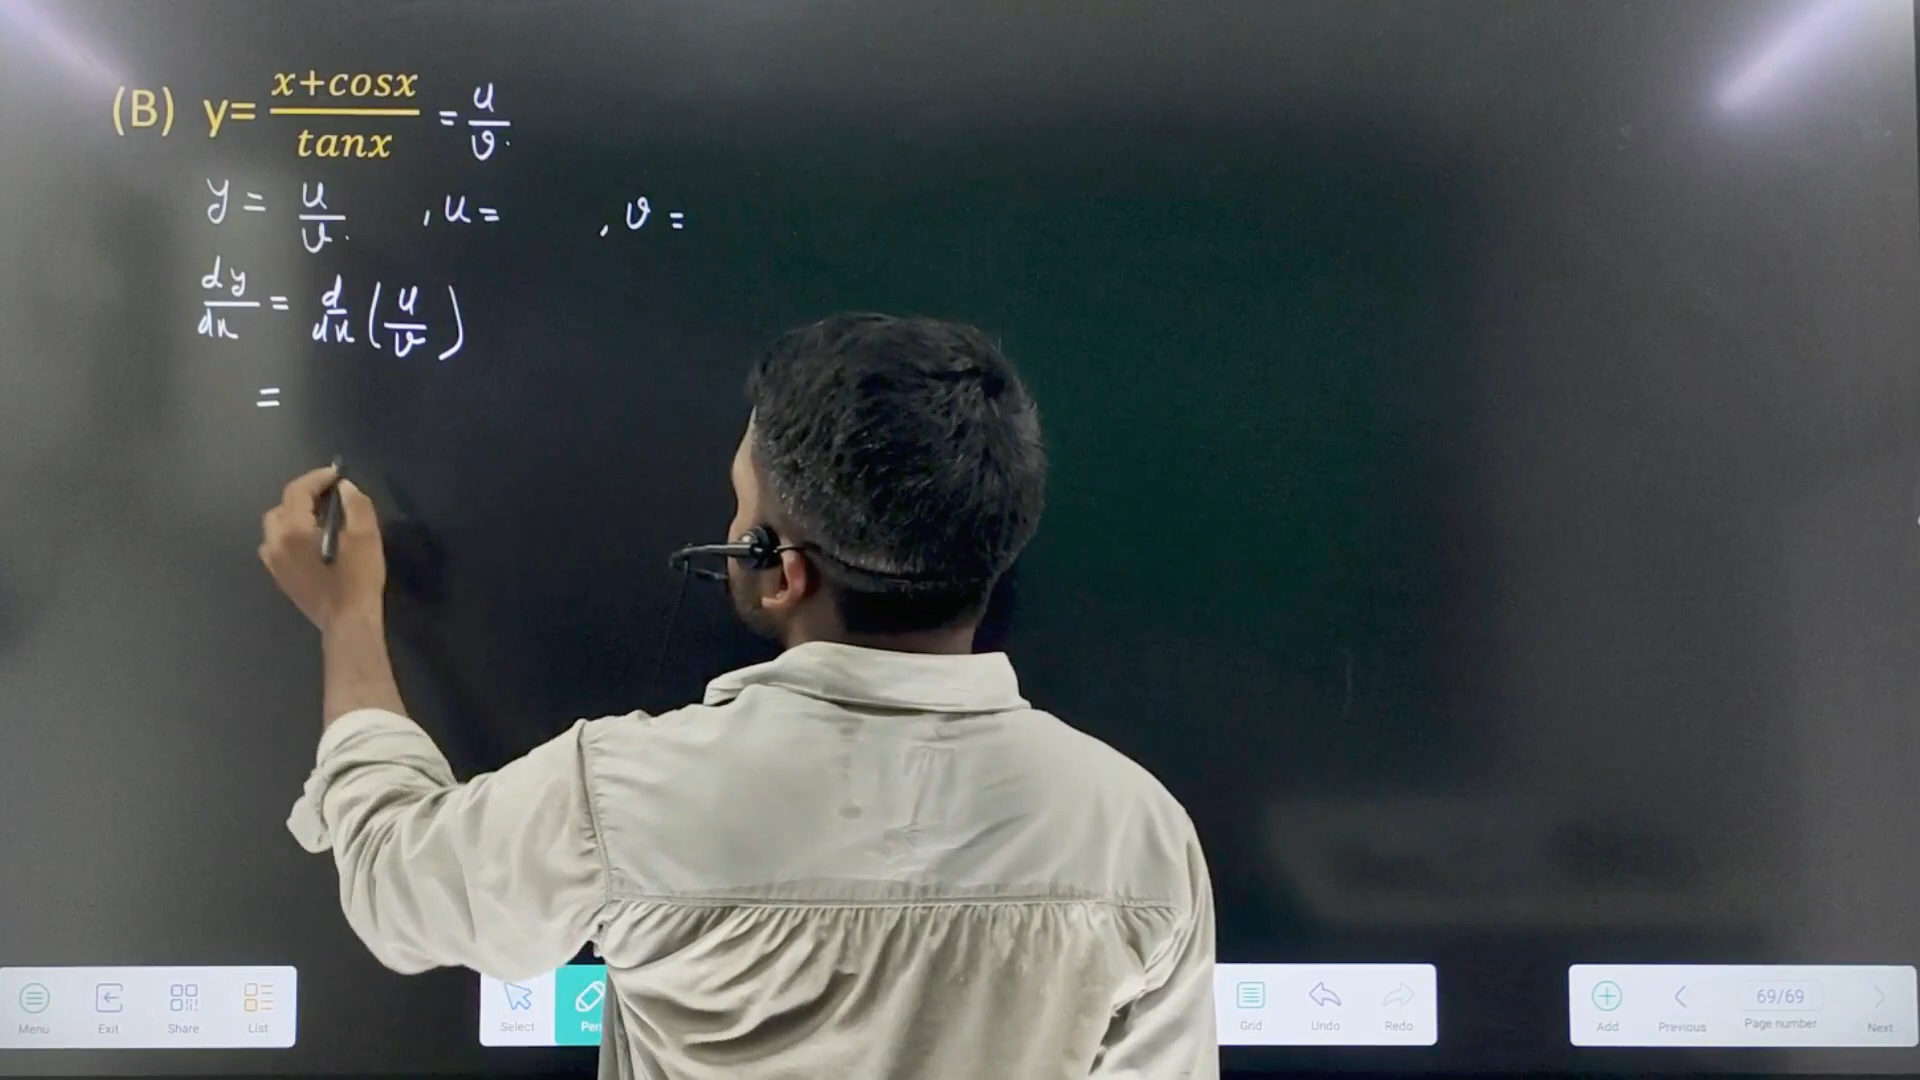 (B) y= x+cosx / tanx = u / v.
y = u / v. , u = , v =
dy / dx = d / dx ( u / v )
=
Menu Exit Share List Select Pen Grid Undo Redo Add Previous 69/69 Page number Next